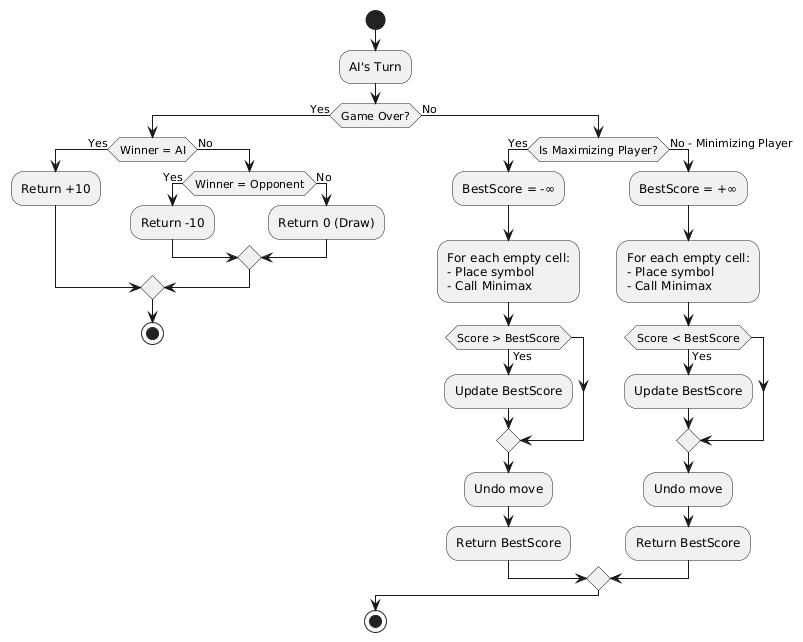 AI's Turn
Game Over?
Yes
No
Winner = AI
Yes
No
Return +10
Winner = Opponent
Yes
No
Return -10
Return 0 (Draw)
Is Maximizing Player?
Yes
No - Minimizing Player
BestScore = -∞
For each empty cell:
- Place symbol
- Call Minimax
Score > BestScore
Yes
Update BestScore
Undo move
Return BestScore
BestScore = +∞
For each empty cell:
- Place symbol
- Call Minimax
Score < BestScore
Yes
Update BestScore
Undo move
Return BestScore